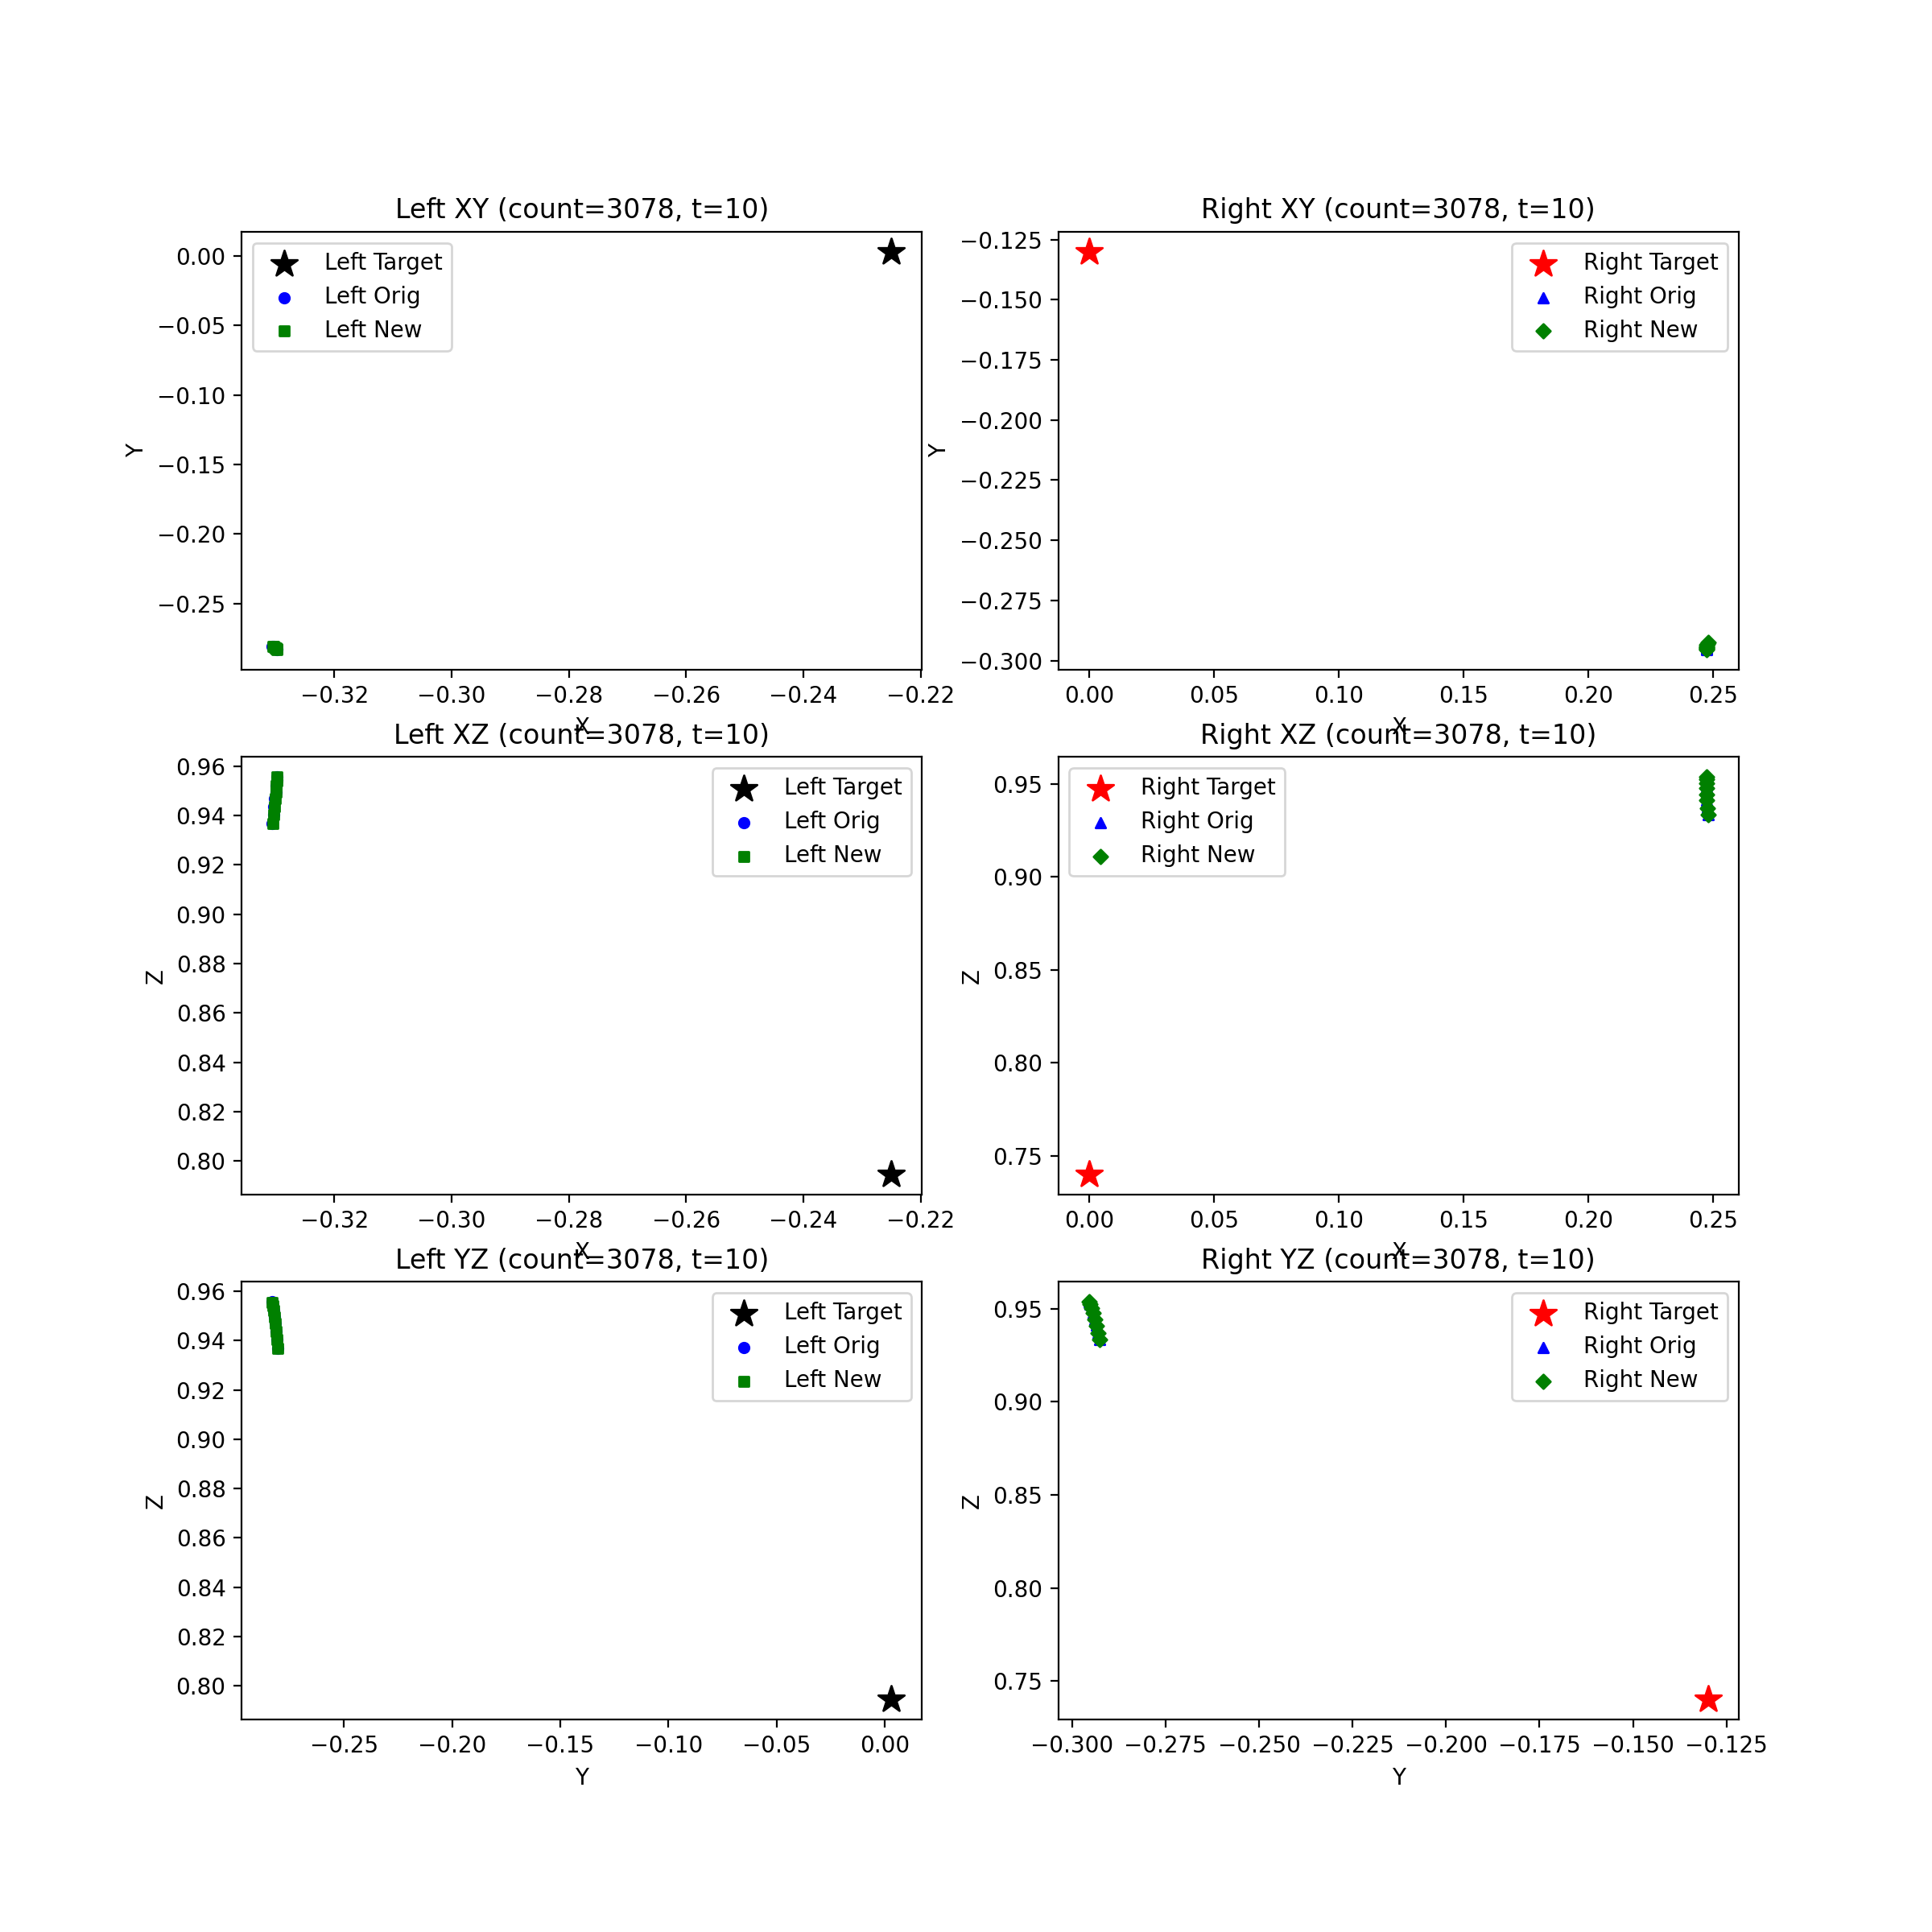 Left XY (count=3078, t=10)
0.00
−0.05
−0.10
−0.15
−0.20
−0.25
Y
Left Target
Left Orig
Left New
−0.32 −0.30 −0.28 −0.26 −0.24 −0.22
X
Right XY (count=3078, t=10)
−0.125
−0.150
−0.175
−0.200
−0.225
−0.250
−0.275
−0.300
Y
Right Target
Right Orig
Right New
0.00 0.05 0.10 0.15 0.20 0.25
X
Left XZ (count=3078, t=10)
0.96
0.94
0.92
0.90
0.88
0.86
0.84
0.82
0.80
Z
Left Target
Left Orig
Left New
−0.32 −0.30 −0.28 −0.26 −0.24 −0.22
X
Right XZ (count=3078, t=10)
0.95
0.90
0.85
0.80
0.75
Z
Right Target
Right Orig
Right New
0.00 0.05 0.10 0.15 0.20 0.25
X
Left YZ (count=3078, t=10)
0.96
0.94
0.92
0.90
0.88
0.86
0.84
0.82
0.80
Z
Left Target
Left Orig
Left New
−0.25 −0.20 −0.15 −0.10 −0.05 0.00
Y
Right YZ (count=3078, t=10)
0.95
0.90
0.85
0.80
0.75
Z
Right Target
Right Orig
Right New
−0.300 −0.275 −0.250 −0.225 −0.200 −0.175 −0.150 −0.125
Y